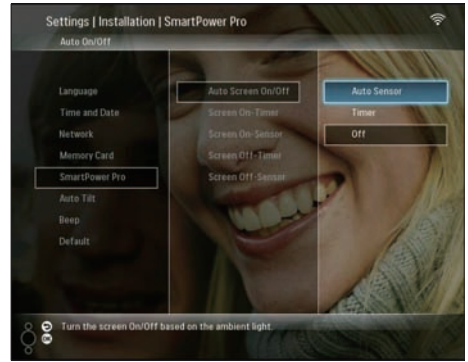 Settings | Installation | SmartPower Pro
Auto On/Off
Language
Time and Date
Network
Memory Card
SmartPower Pro
Auto Tilt
Beep
Default
Auto Screen On/Off
Screen On-Timer
Screen On-Sensor
Screen Off-Timer
Screen Off-Sensor
Auto Sensor
Timer
Off
Turn the screen On/Off based on the ambient light.
OK